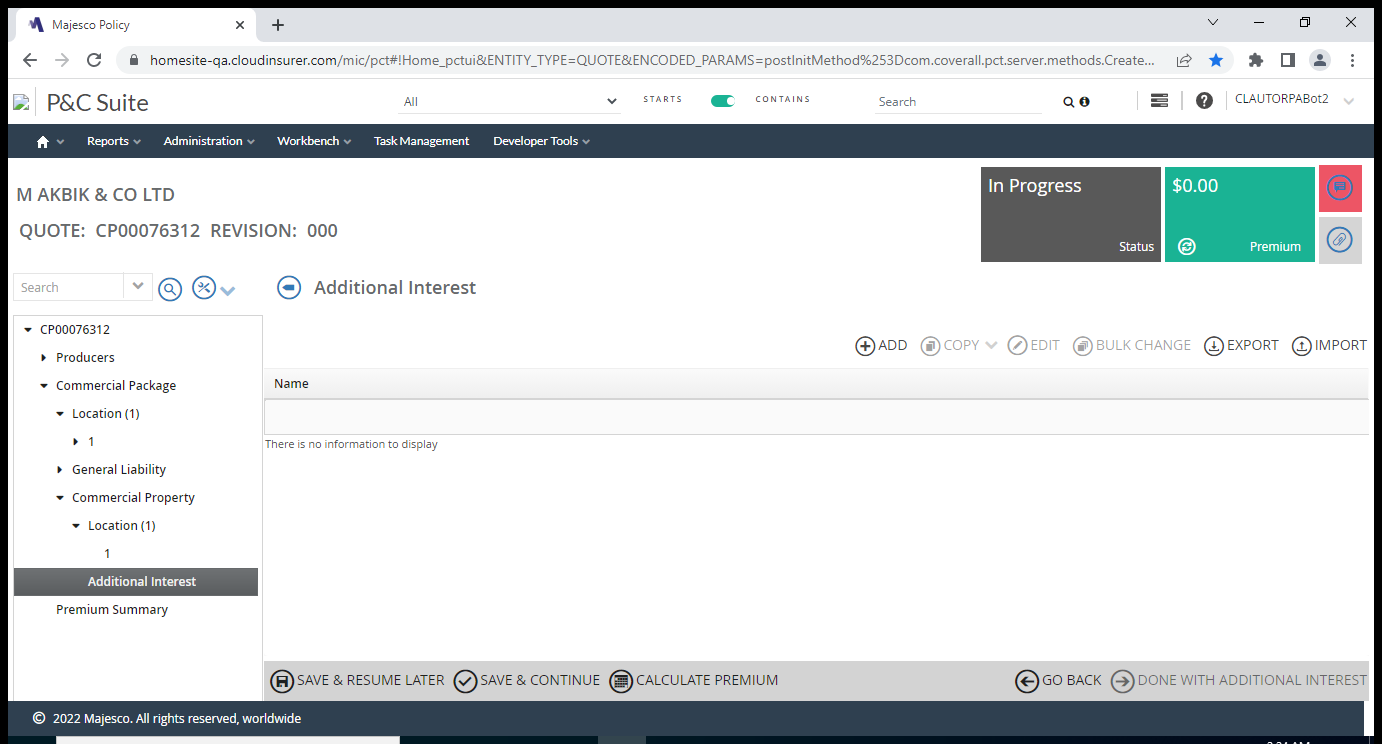 Majesco Policy
homesite-qa.cloudinsurer.com/mic/pct#!Home_pctui&ENTITY_TYPE=QUOTE&ENCODED_PARAMS=postInitMethod%253Dcom.coverall.pct.server.methods.Create...
P&C Suite
All
STARTS
CONTAINS
Search
CLAUTORPABot2
Reports
Administration
Workbench
Task Management
Developer Tools
M AKBIK & CO LTD
QUOTE: CP00076312 REVISION: 000
In Progress
Status
$0.00
Premium
Search
Additional Interest
CP00076312
Producers
Commercial Package
Location (1)
1
General Liability
Commercial Property
Location (1)
1
Additional Interest
Premium Summary
ADD
COPY
EDIT
BULK CHANGE
EXPORT
IMPORT
Name
There is no information to display
SAVE & RESUME LATER
SAVE & CONTINUE
CALCULATE PREMIUM
GO BACK
DONE WITH ADDITIONAL INTEREST
© 2022 Majesco. All rights reserved, worldwide